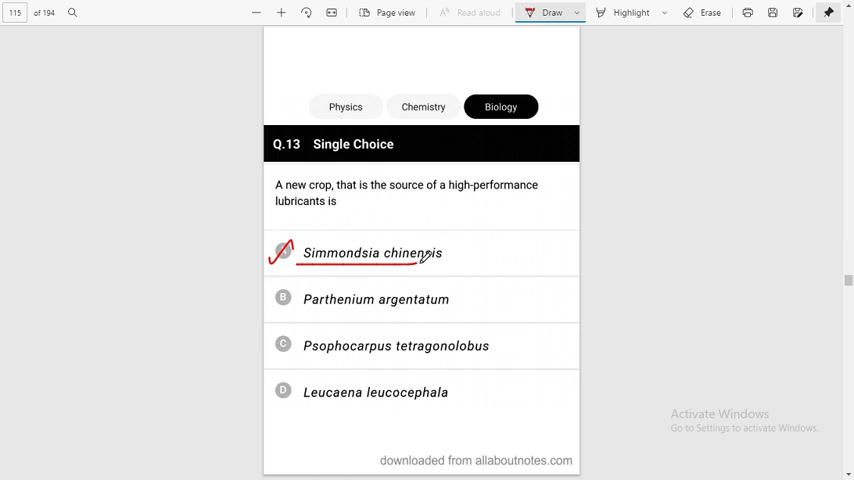 115 of 194 Page view Read aloud Draw Highlight Erase
Physics Chemistry Biology
Q.13 Single Choice
A new crop, that is the source of a high-performance
lubricants is
Simmondsia chinensis
B Parthenium argentatum
C Psophocarpus tetragonolobus
D Leucaena leucocephala
Activate Windows
Go to Settings to activate Windows.
downloaded from allaboutnotes.com